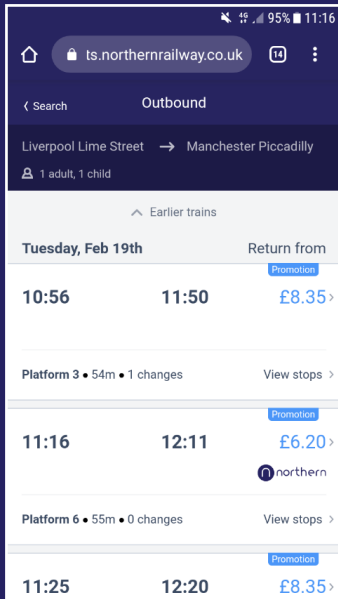 4G 95% 11:16
ts.northernrailway.co.uk 14
Search Outbound
Liverpool Lime Street → Manchester Piccadilly
1 adult, 1 child
Earlier trains
Tuesday, Feb 19th Return from
Promotion
10:56 11:50 £8.35
Platform 3 • 54m • 1 changes View stops
Promotion
11:16 12:11 £6.20
northern
Platform 6 • 55m • 0 changes View stops
Promotion
11:25 12:20 £8.35